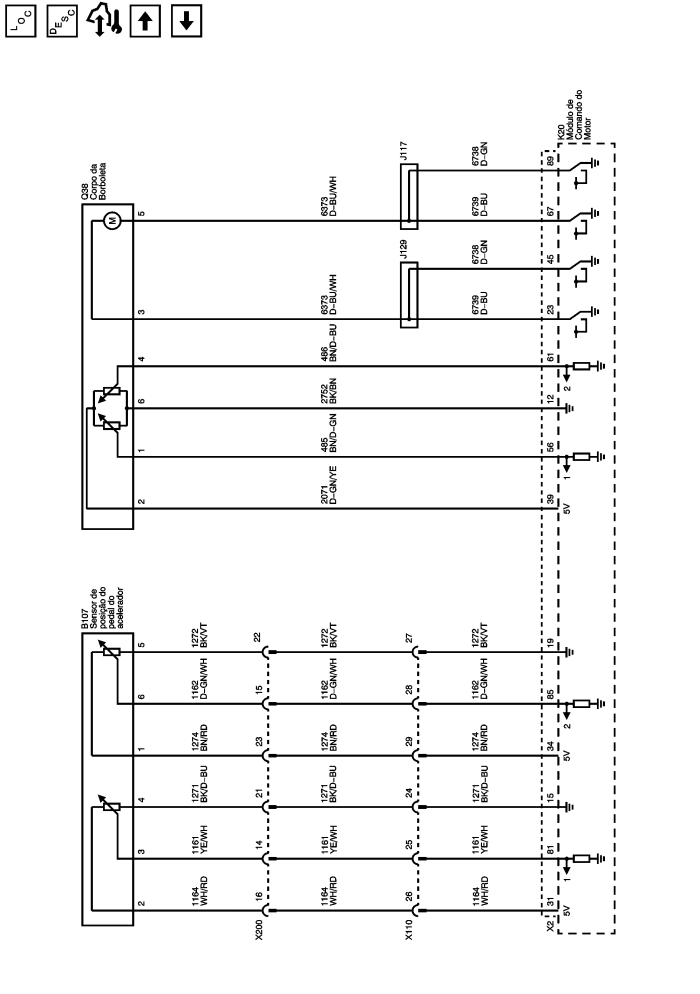 LOC
DESC
Q38
Corpo da
Borboleta
M
5
3
4
6
1
2
6373
D-BU/WH
6373
D-BU/WH
486
BN/D-BU
2752
BK/BN
485
BN/D-GN
2071
D-GN/YE
J117
J129
6738
D-GN
6739
D-BU
6738
D-GN
6739
D-BU
K20
Módulo de
Comando do
Motor
89
67
45
23
61
12
56
39
2
1
5V
B107
Sensor de
posição do
pedal do
acelerador
5
6
1
4
3
2
1272
BK/VT
1162
D-GN/WH
1274
BN/RD
1271
BK/D-BU
1161
YE/WH
1164
WH/RD
22
15
23
21
14
16
X200
1272
BK/VT
1162
D-GN/WH
1274
BN/RD
1271
BK/D-BU
1161
YE/WH
1164
WH/RD
27
28
29
24
25
26
X110
1272
BK/VT
1162
D-GN/WH
1274
BN/RD
1271
BK/D-BU
1161
YE/WH
1164
WH/RD
19
85
34
15
81
31
X2
2
5V
1
5V